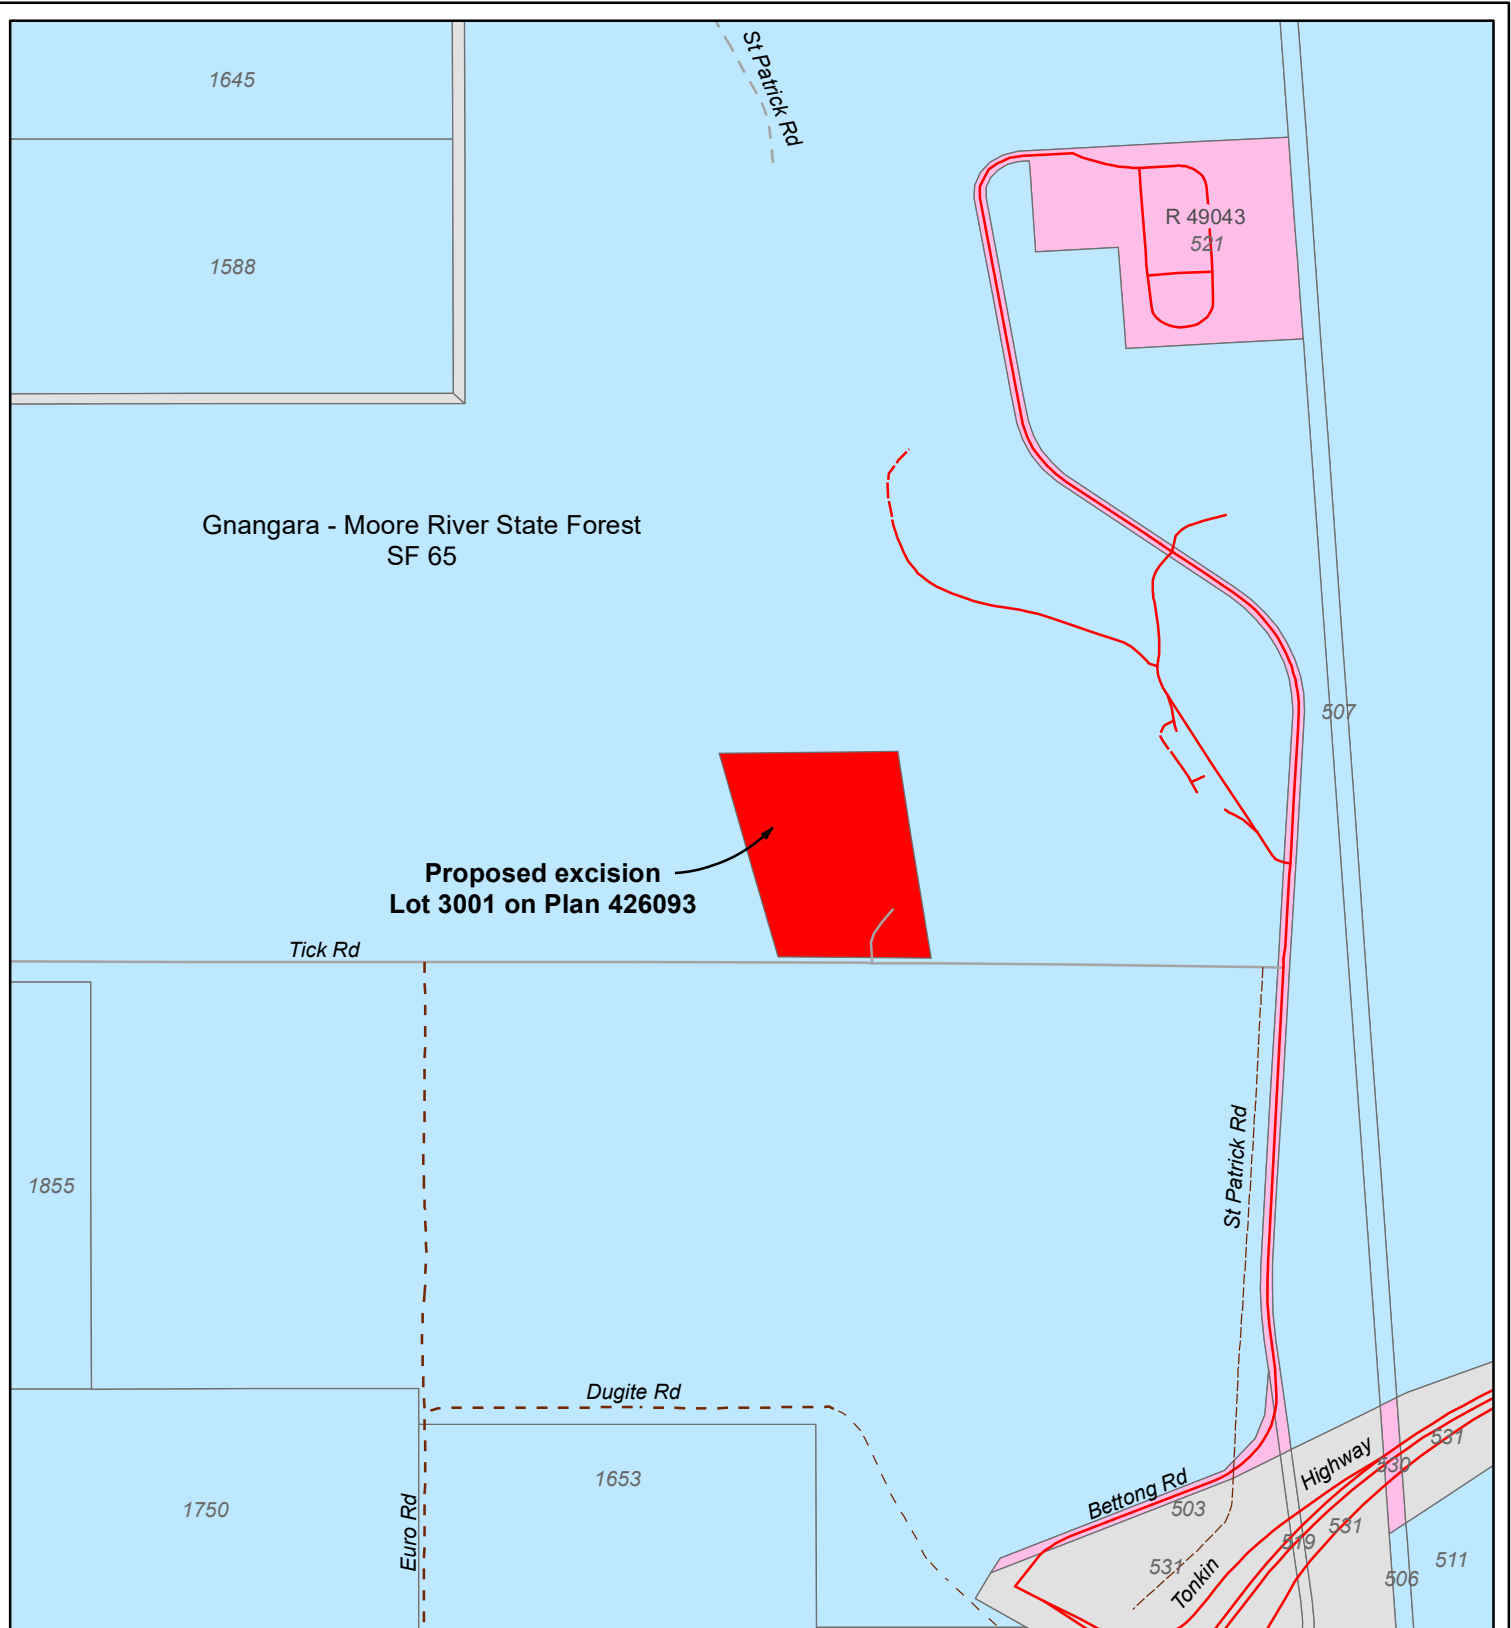 1645
St Patrick Rd
R 49043
521
1588
Gnangara - Moore River State Forest
SF 65
507
Proposed excision
Lot 3001 on Plan 426093
Tick Rd
1855
St Patrick Rd
Dugite Rd
531
Highway
530
1653
Bettong Rd
1750
503
Euro Rd
531
519
511
531
506
Tonkin